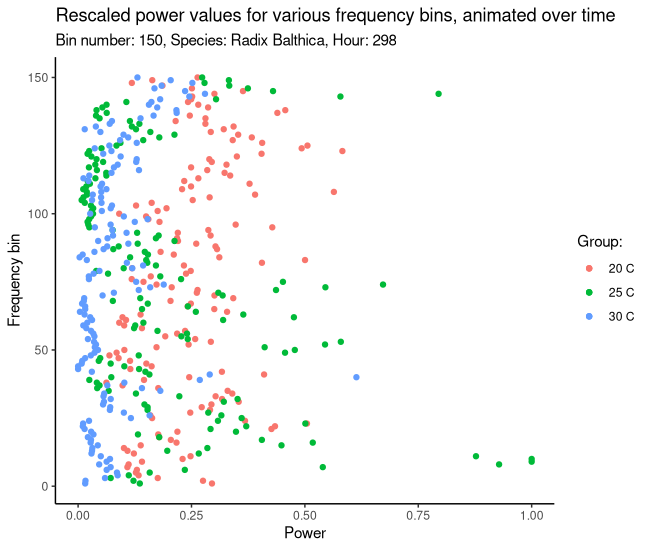 Rescaled power values for various frequency bins, animated over time
Bin number: 150, Species: Radix Balthica, Hour: 298
150
100
50
0
Frequency bin
0.00
0.25
0.50
0.75
1.00
Power
Group:
20 C
25 C
30 C